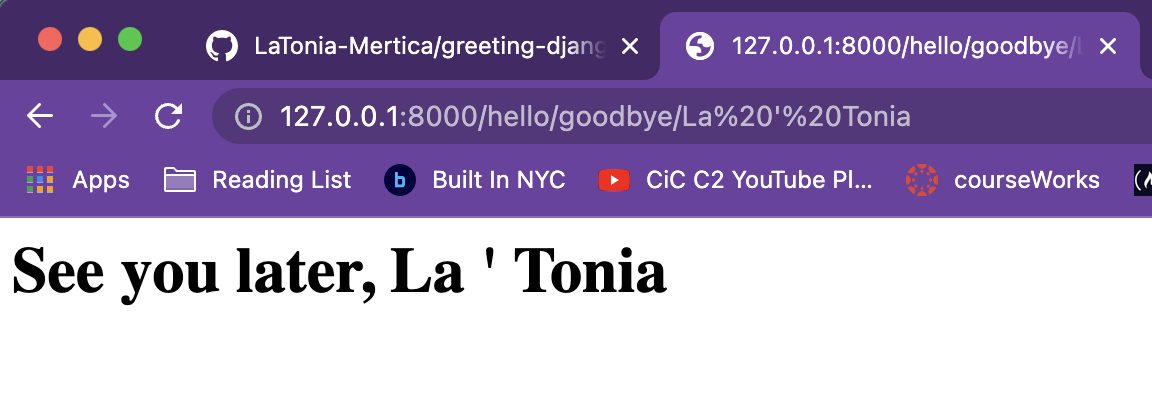 LaTonia-Mertica/greeting-djang
127.0.0.1:8000/hello/goodbye/L
127.0.0.1:8000/hello/goodbye/La%20'%20Tonia
Apps Reading List b Built In NYC CiC C2 YouTube Pl... courseWorks
See you later, La ' Tonia